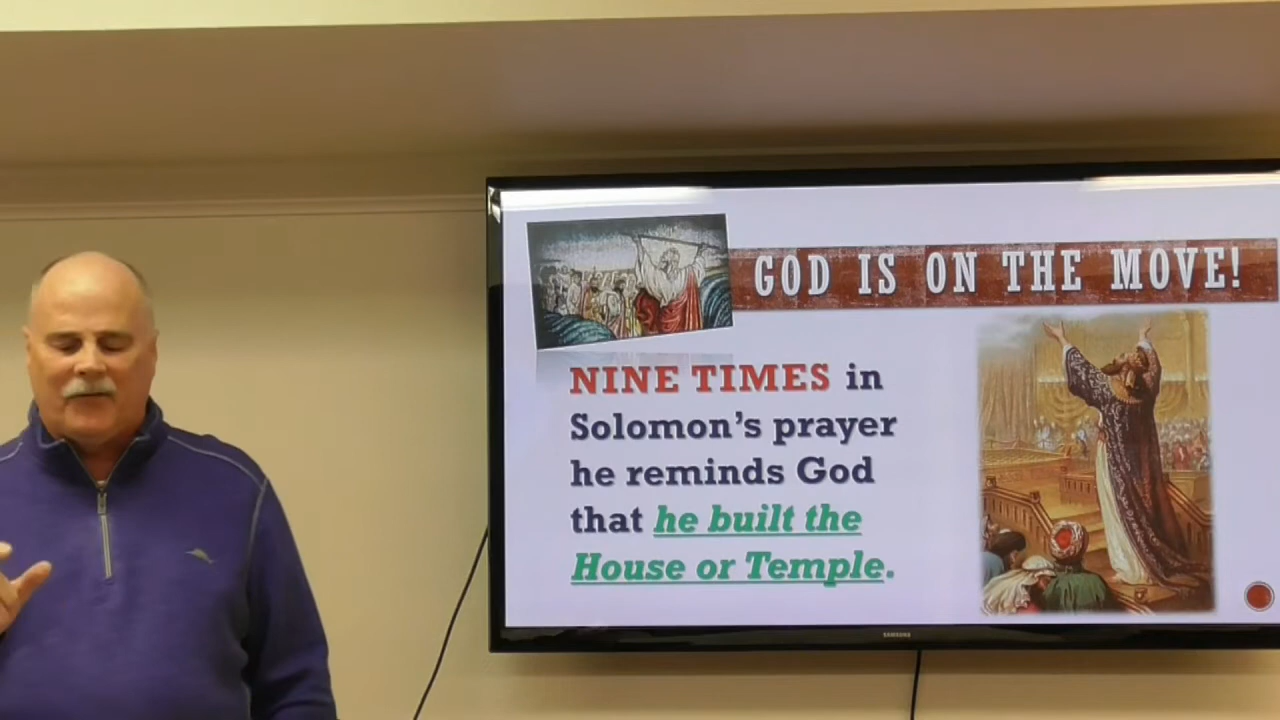 GOD IS ON THE MOVE!
NINE TIMES in
Solomon's prayer
he reminds God
that he built the
House or Temple.
SAMSUNG